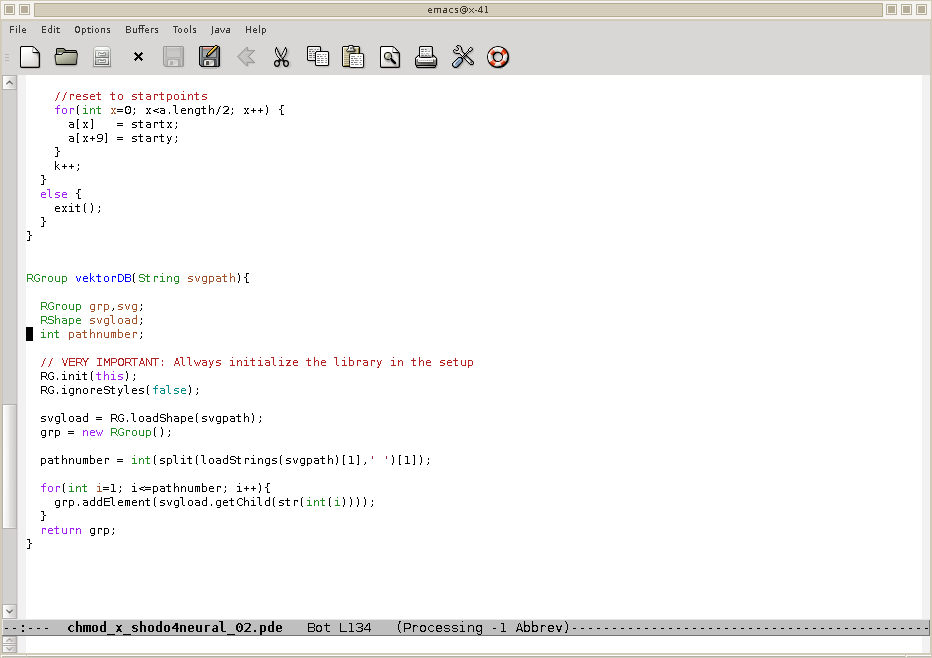 emacs@x-41
File Edit Options Buffers Tools Java Help
//reset to startpoints
for(int x=0; x<a.length/2; x++) {
a[x]   = startx;
a[x+9] = starty;
}
k++;
}
else {
exit();
}
}
RGroup vektorDB(String svgpath){
RGroup grp,svg;
RShape svgload;
int pathnumber;
// VERY IMPORTANT: Allways initialize the library in the setup
RG.init(this);
RG.ignoreStyles(false);
svgload = RG.loadShape(svgpath);
grp = new RGroup();
pathnumber = int(split(loadStrings(svgpath)[1],' ')[1]);
for(int i=1; i<=pathnumber; i++){
grp.addElement(svgload.getChild(str(int(i))));
}
return grp;
}
--:---  chmod_x_shodo4neural_02.pde   Bot L134   (Processing -1 Abbrev)---------------------------------------------------